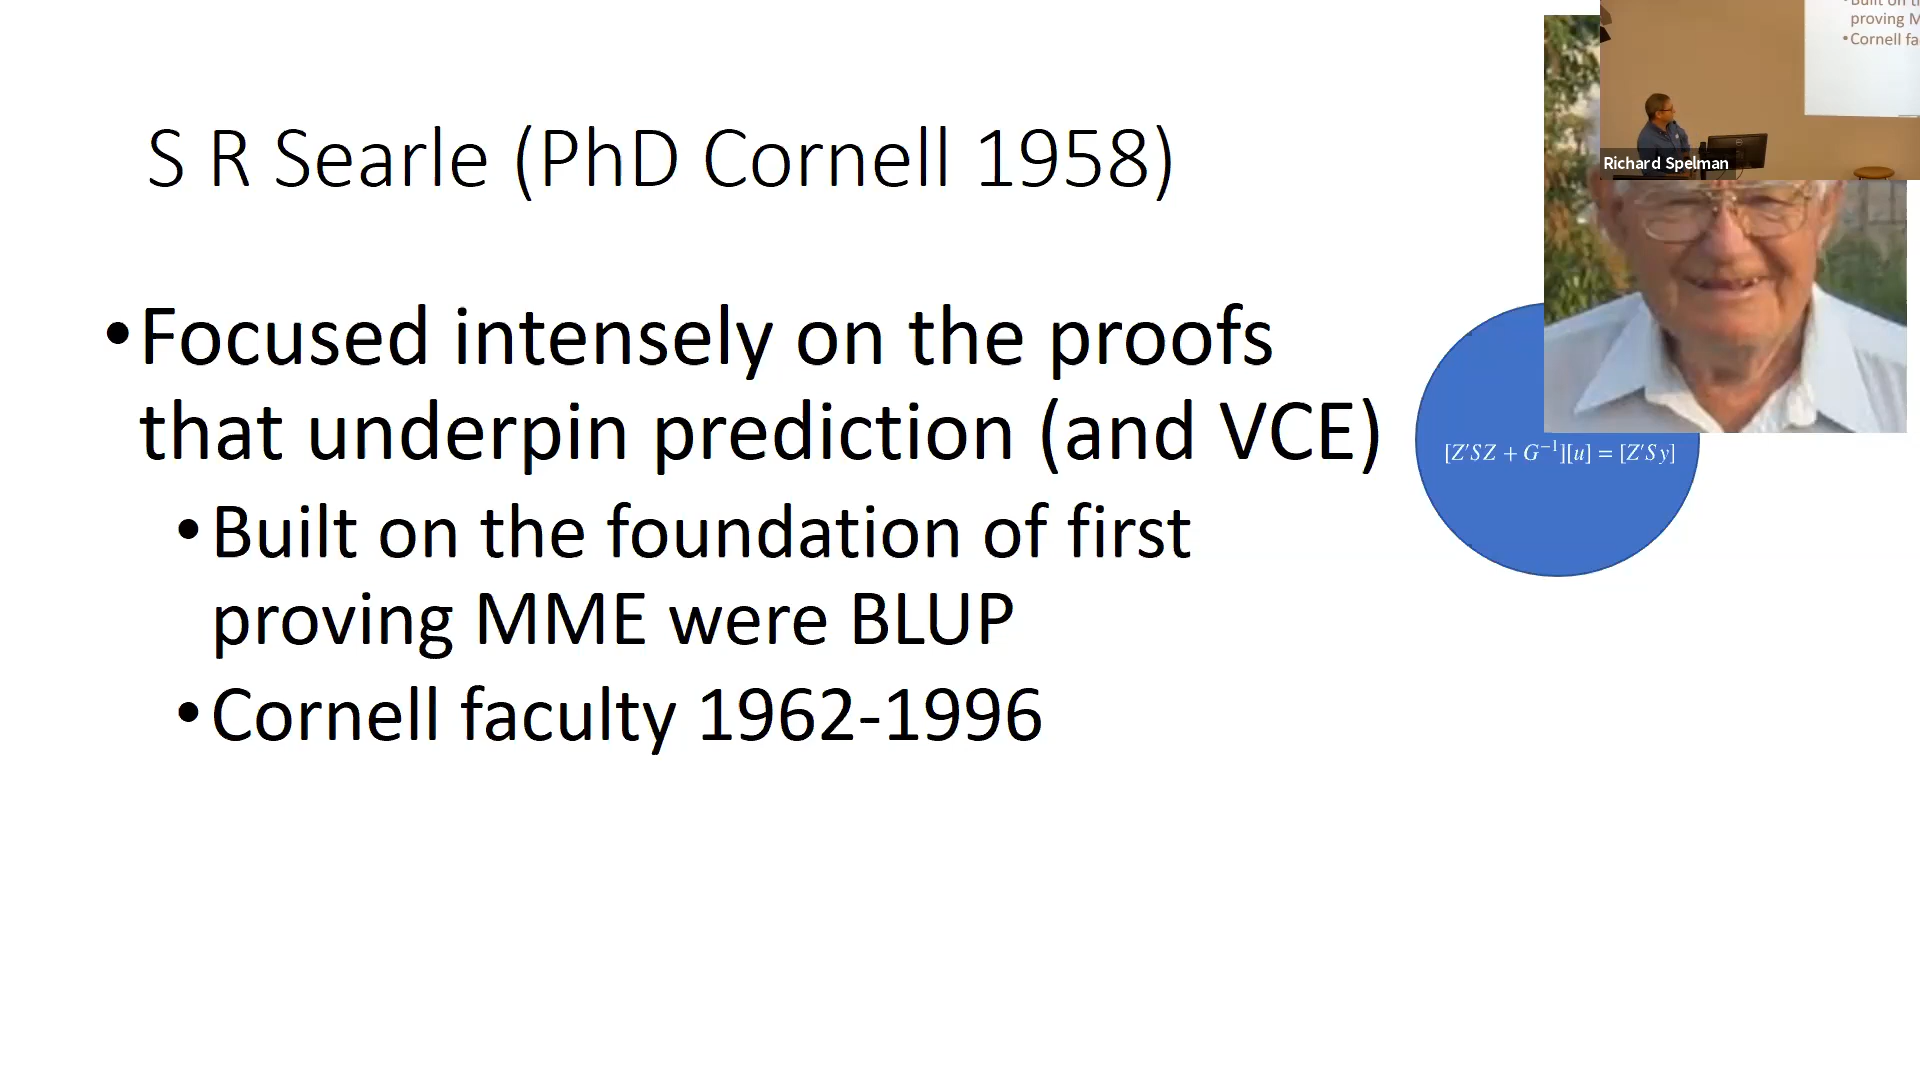 S R Searle (PhD Cornell 1958)
•Focused intensely on the proofs
that underpin prediction (and VCE)
•Built on the foundation of first
proving MME were BLUP
•Cornell faculty 1962-1996
[Z′SZ + G⁻¹][u] = [Z′Sy]
proving M
•Cornell fa
Richard Spelman